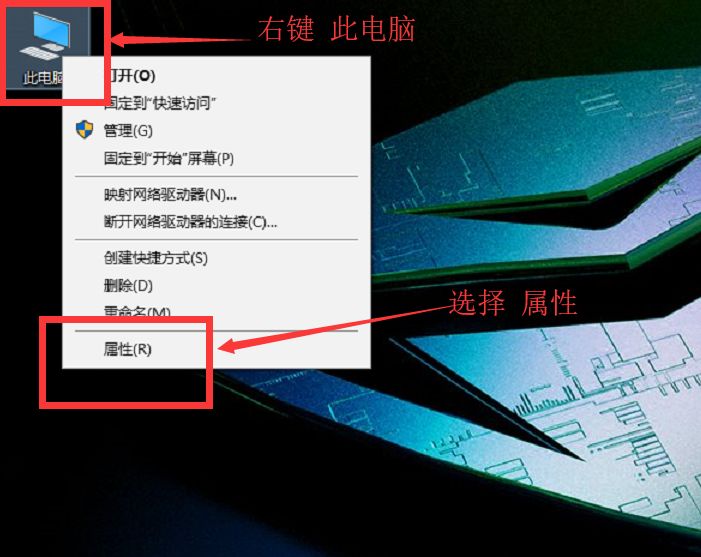 右键 此电脑
此电脑
打开(O)
固定到"快速访问"
管理(G)
固定到"开始"屏幕(P)
映射网络驱动器(N)...
断开网络驱动器的连接(C)...
创建快捷方式(S)
删除(D)
重命名(M)
选择 属性
属性(R)